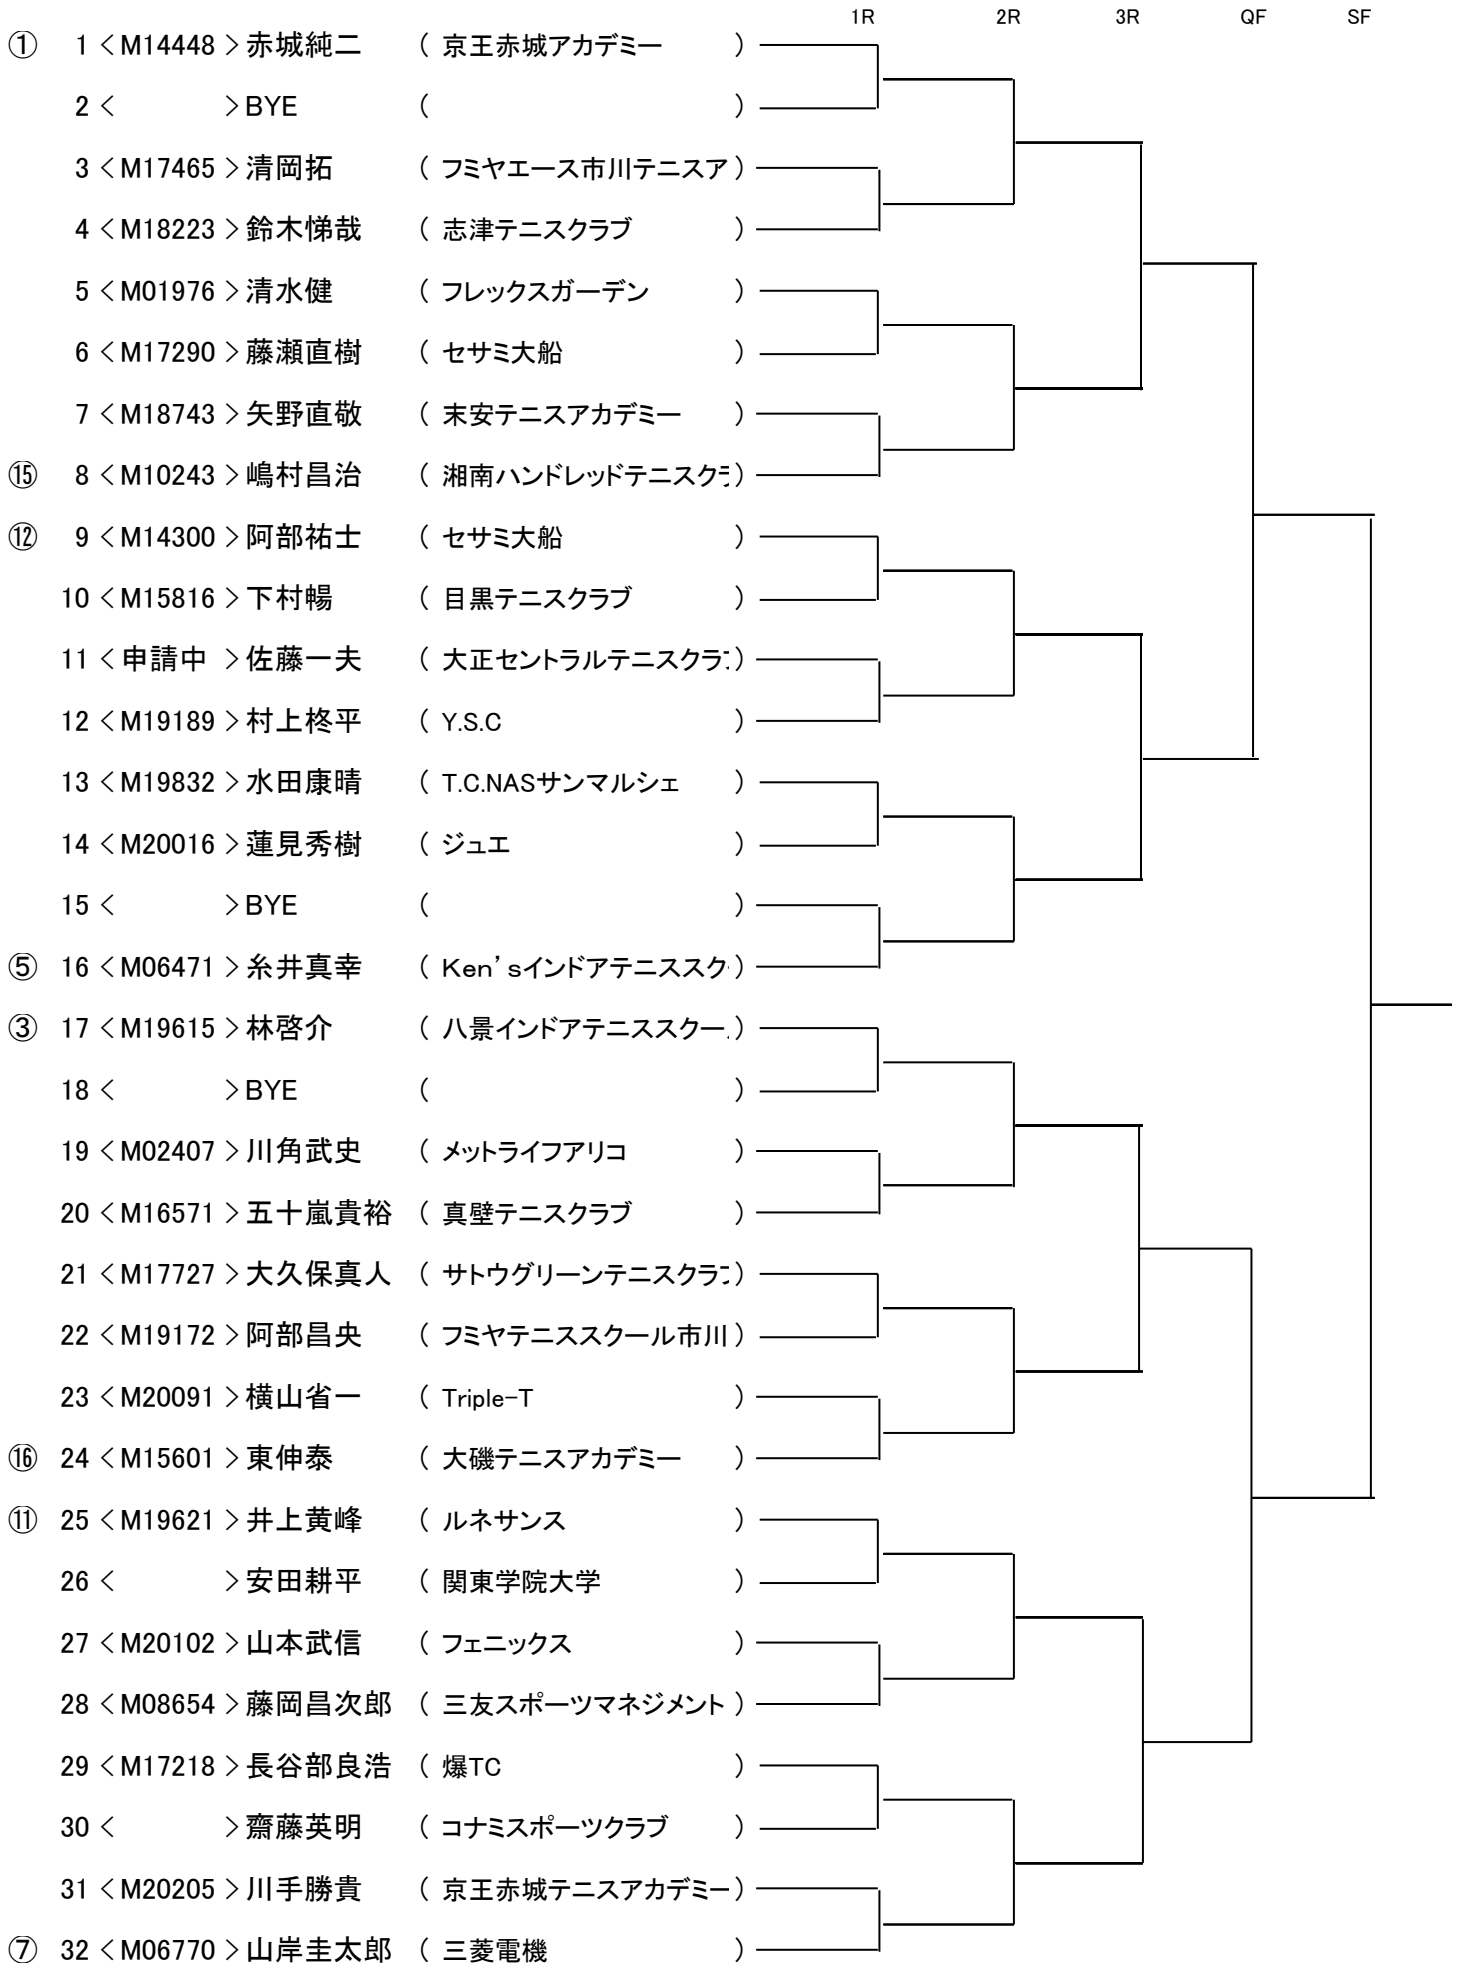 1R 2R 3R QF SF
① 1 <M14448 > 赤城純二 ( 京王赤城アカデミー )
2 < > BYE ( )
3 <M17465 > 清岡拓 ( フミヤエース市川テニスア )
4 <M18223 > 鈴木悌哉 ( 志津テニスクラブ )
5 <M01976 > 清水健 ( フレックスガーデン )
6 <M17290 > 藤瀬直樹 ( セサミ大船 )
7 <M18743 > 矢野直敬 ( 末安テニスアカデミー )
⑮ 8 <M10243 > 嶋村昌治 ( 湘南ハンドレッドテニスクラ )
⑫ 9 <M14300 > 阿部祐士 ( セサミ大船 )
10 <M15816 > 下村暢 ( 目黒テニスクラブ )
11 <申請中 > 佐藤一夫 ( 大正セントラルテニスクラ )
12 <M19189 > 村上柊平 ( Y.S.C )
13 <M19832 > 水田康晴 ( T.C.NASサンマルシェ )
14 <M20016 > 蓮見秀樹 ( ジュエ )
15 < > BYE ( )
⑤ 16 <M06471 > 糸井真幸 ( Ken's インドアテニススク )
③ 17 <M19615 > 林啓介 ( 八景インドアテニススクー )
18 < > BYE ( )
19 <M02407 > 川角武史 ( メットライフアリコ )
20 <M16571 > 五十嵐貴裕 ( 真壁テニスクラブ )
21 <M17727 > 大久保真人 ( サトウグリーンテニスクラ )
22 <M19172 > 阿部昌央 ( フミヤテニススクール市川 )
23 <M20091 > 横山省一 ( Triple-T )
⑯ 24 <M15601 > 東伸泰 ( 大磯テニスアカデミー )
⑪ 25 <M19621 > 井上黄峰 ( ルネサンス )
26 < > 安田耕平 ( 関東学院大学 )
27 <M20102 > 山本武信 ( フェニックス )
28 <M08654 > 藤岡昌次郎 ( 三友スポーツマネジメント )
29 <M17218 > 長谷部良浩 ( 爆TC )
30 < > 齋藤英明 ( コナミスポーツクラブ )
31 <M20205 > 川手勝貴 ( 京王赤城テニスアカデミー )
⑦ 32 <M06770 > 山岸圭太郎 ( 三菱電機 )